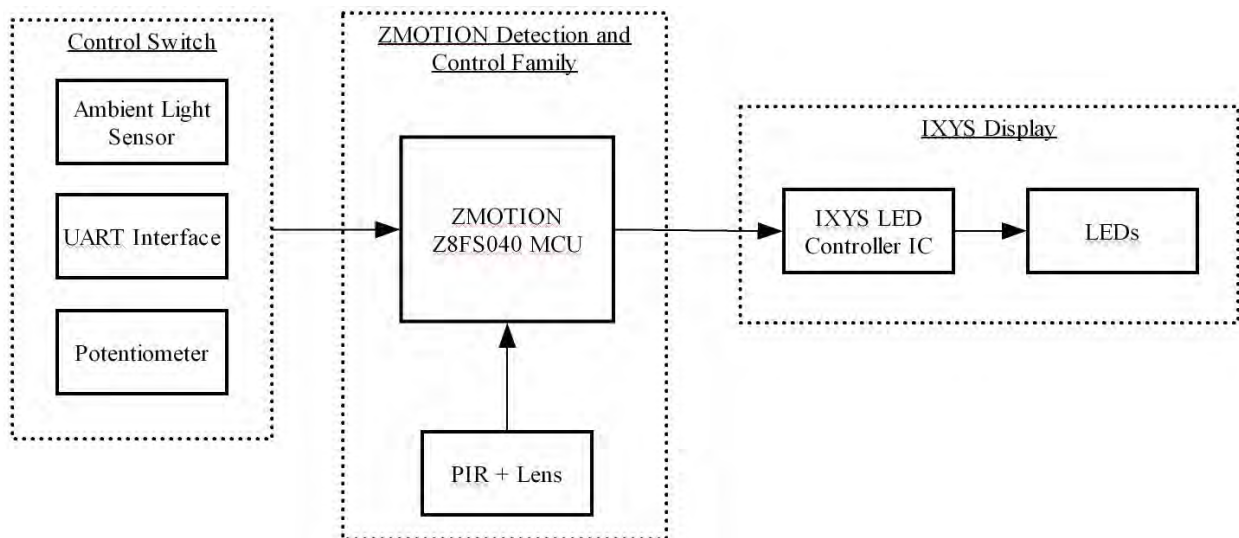 Control Switch
Ambient Light
Sensor
UART Interface
Potentiometer
ZMOTION Detection and
Control Family
ZMOTION
Z8FS040 MCU
PIR + Lens
IXYS Display
IXYS LED
Controller IC
LEDs